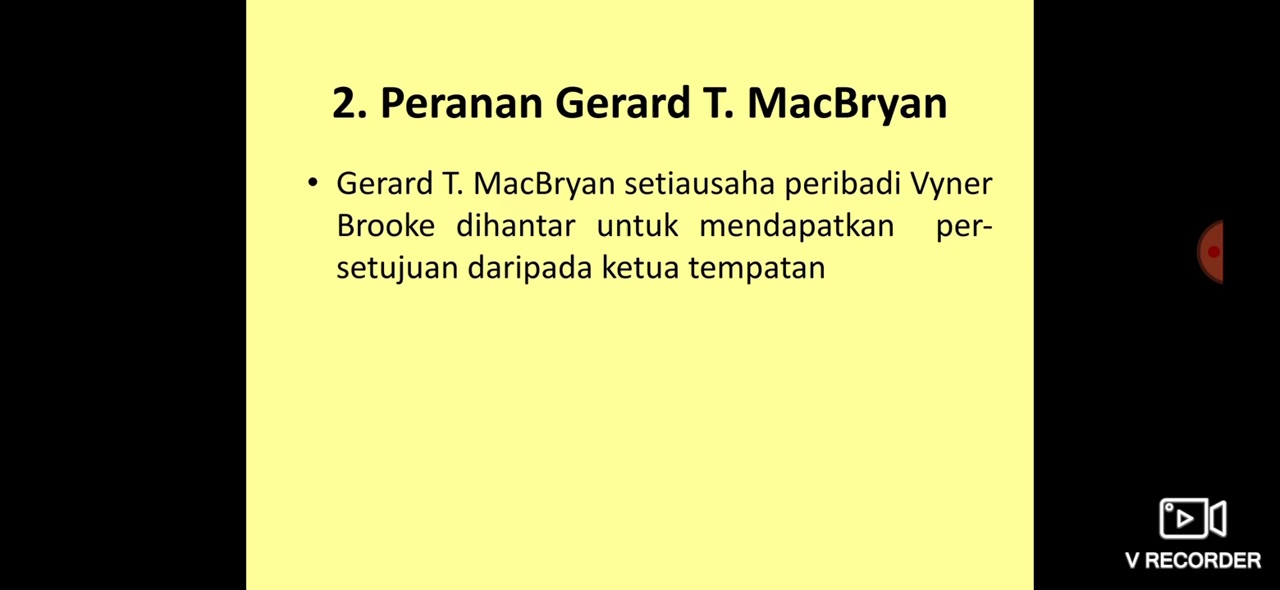 2. Peranan Gerard T. MacBryan
• Gerard T. MacBryan setiausaha peribadi Vyner
Brooke dihantar untuk mendapatkan per-
setujuan daripada ketua tempatan
V RECORDER